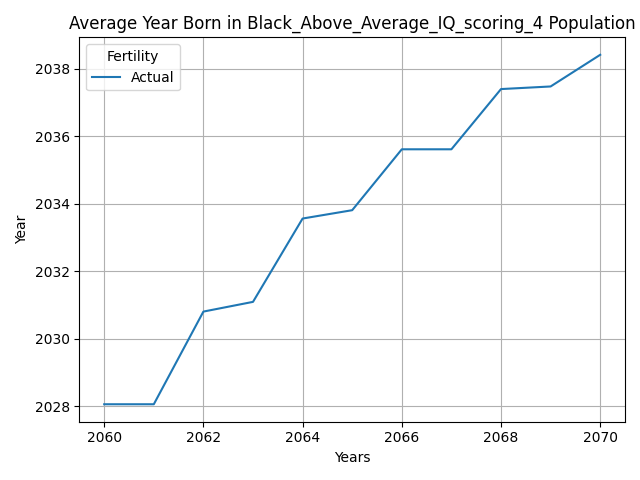 Average Year Born in Black_Above_Average_IQ_scoring_4 Population
Fertility
Actual
2038
2036
2034
2032
2030
2028
Year
2060 2062 2064 2066 2068 2070
Years